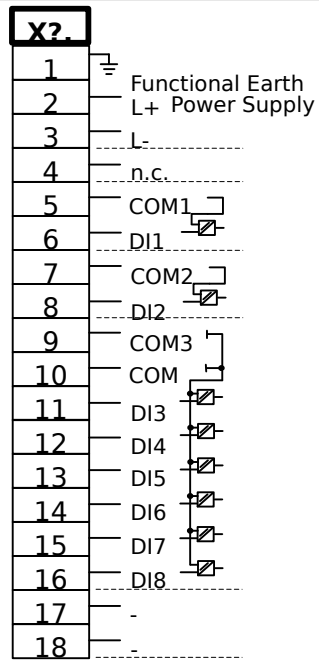 X?.
1
Functional Earth
2 L+ Power Supply
3 L-
4 n.c.
5 COM1
6 DI1
7 COM2
8 DI2
9 COM3
10 COM
11 DI3
12 DI4
13 DI5
14 DI6
15 DI7
16 DI8
17 -
18 -